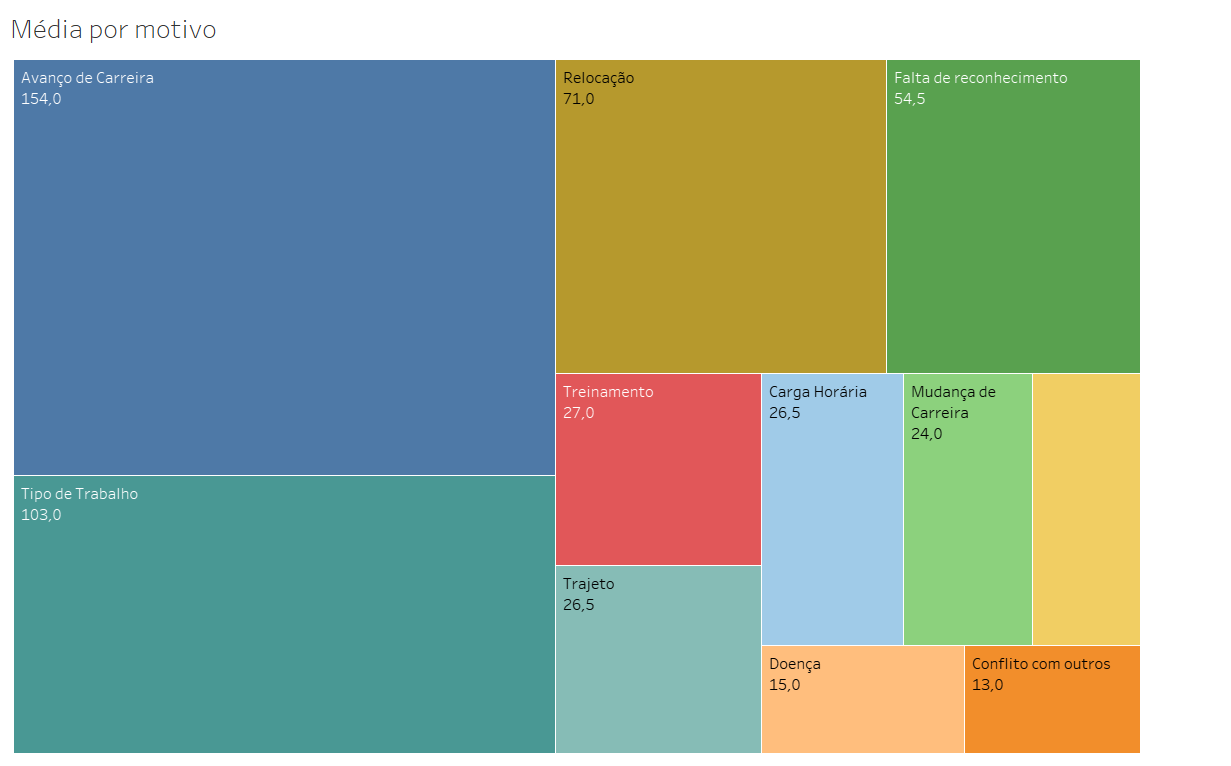 Média por motivo
Avanço de Carreira
154,0
Relocação
71,0
Falta de reconhecimento
54,5
Treinamento
27,0
Carga Horária
26,5
Mudança de
Carreira
24,0
Tipo de Trabalho
103,0
Trajeto
26,5
Doença
15,0
Conflito com outros
13,0